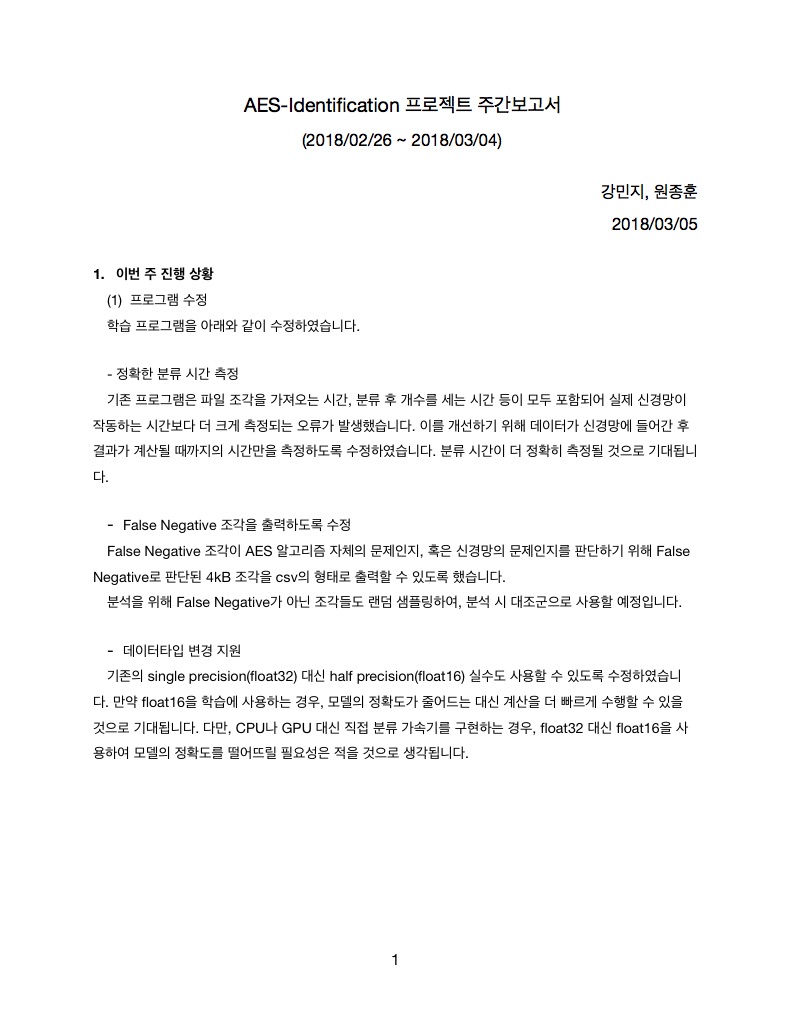 AES-Identification 프로젝트 주간보고서
(2018/02/26 ~ 2018/03/04)
강민지, 원종훈
2018/03/05
1. 이번 주 진행 상황
(1) 프로그램 수정
학습 프로그램을 아래와 같이 수정하였습니다.
- 정확한 분류 시간 측정
기존 프로그램은 파일 조각을 가져오는 시간, 분류 후 개수를 세는 시간 등이 모두 포함되어 실제 신경망이
작동하는 시간보다 더 크게 측정되는 오류가 발생했습니다. 이를 개선하기 위해 데이터가 신경망에 들어간 후
결과가 계산될 때까지의 시간만을 측정하도록 수정하였습니다. 분류 시간이 더 정확히 측정될 것으로 기대됩니
다.
- False Negative 조각을 출력하도록 수정
False Negative 조각이 AES 알고리즘 자체의 문제인지, 혹은 신경망의 문제인지를 판단하기 위해 False
Negative로 판단된 4kB 조각을 csv의 형태로 출력할 수 있도록 했습니다.
분석을 위해 False Negative가 아닌 조각들도 랜덤 샘플링하여, 분석 시 대조군으로 사용할 예정입니다.
- 데이터타입 변경 지원
기존의 single precision(float32) 대신 half precision(float16) 실수도 사용할 수 있도록 수정하였습니
다. 만약 float16을 학습에 사용하는 경우, 모델의 정확도가 줄어드는 대신 계산을 더 빠르게 수행할 수 있을
것으로 기대됩니다. 다만, CPU나 GPU 대신 직접 분류 가속기를 구현하는 경우, float32 대신 float16을 사
용하여 모델의 정확도를 떨어뜨릴 필요성은 적을 것으로 생각됩니다.
1